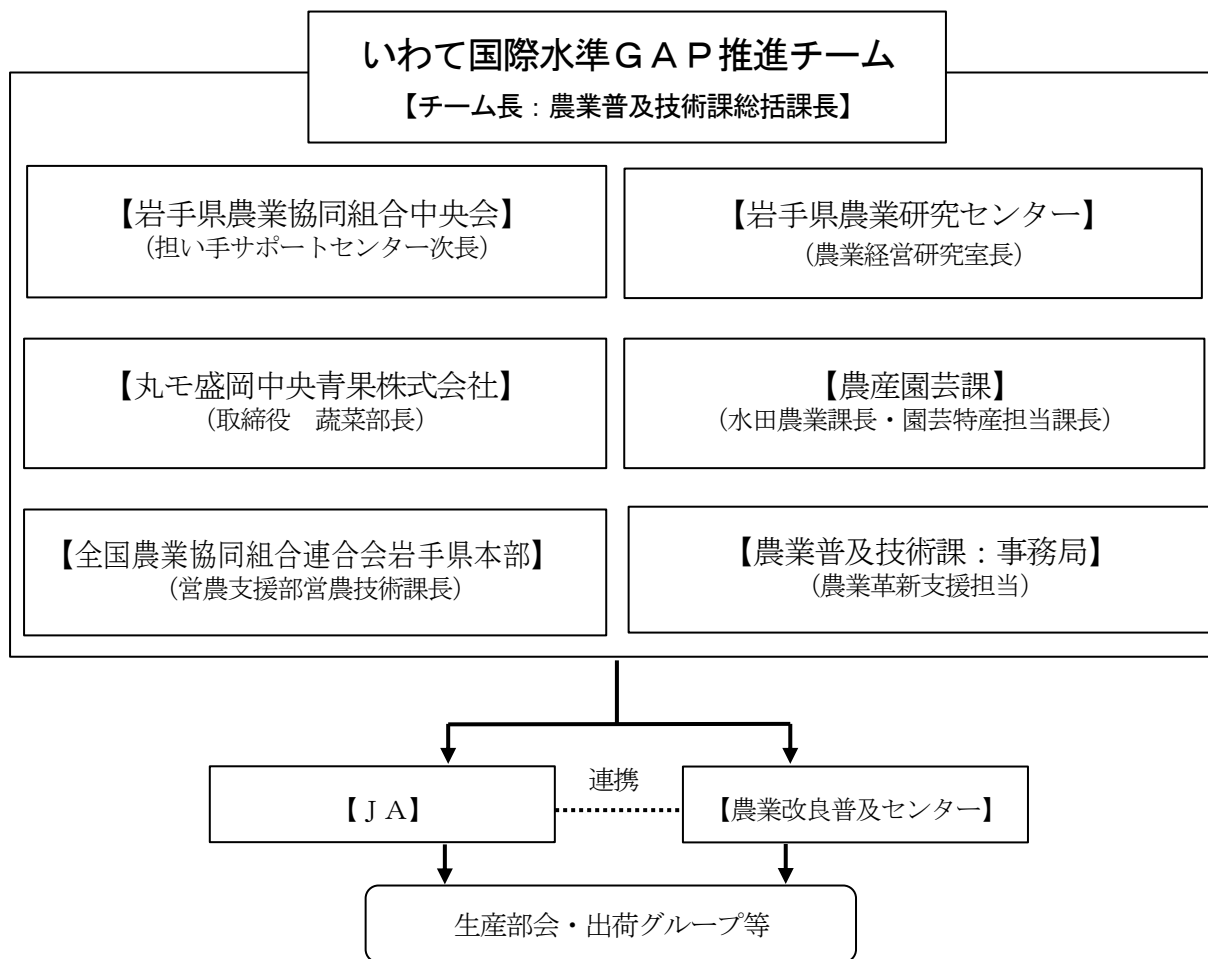 いわて国際水準GAP推進チーム
【チーム長：農業普及技術課総括課長】
【岩手県農業協同組合中央会】
（担い手サポートセンター次長）
【岩手県農業研究センター】
（農業経営研究室長）
【丸モ盛岡中央青果株式会社】
（取締役　蔬菜部長）
【農産園芸課】
（水田農業課長・園芸特産担当課長）
【全国農業協同組合連合会岩手県本部】
（営農支援部営農技術課長）
【農業普及技術課：事務局】
（農業革新支援担当）
【ＪＡ】
連携
【農業改良普及センター】
生産部会・出荷グループ等